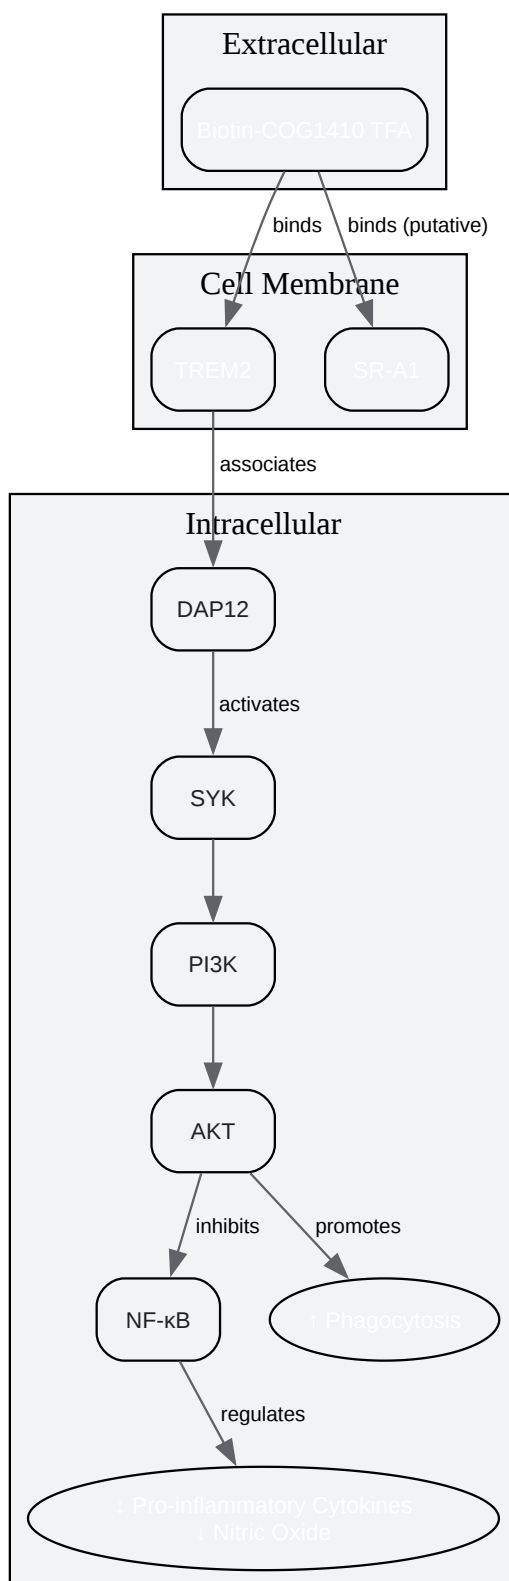 Extracellular
Biotin-COG1410 TFA
binds
binds (putative)
Cell Membrane
TREM2
SR-A1
associates
Intracellular
DAP12
activates
SYK
PI3K
AKT
inhibits
promotes
NF-κB
↑ Phagocytosis
regulates
↓ Pro-inflammatory Cytokines
↓ Nitric Oxide